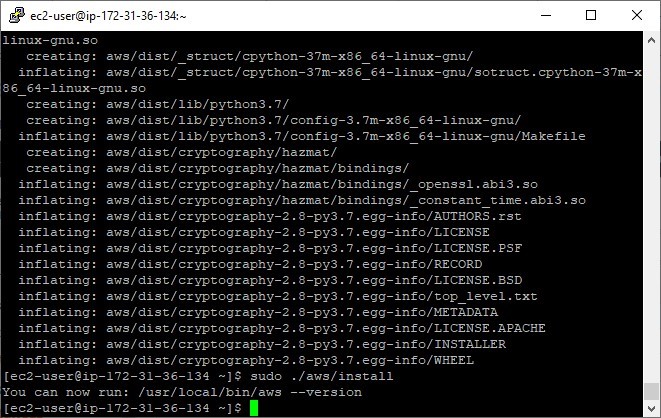 ec2-user@ip-172-31-36-134:~
linux-gnu.so
creating: aws/dist/_struct/cpython-37m-x86_64-linux-gnu/
inflating: aws/dist/_struct/cpython-37m-x86_64-linux-gnu/sotruct.cpython-37m-x
86_64-linux-gnu.so
creating: aws/dist/lib/python3.7/
creating: aws/dist/lib/python3.7/config-3.7m-x86_64-linux-gnu/
inflating: aws/dist/lib/python3.7/config-3.7m-x86_64-linux-gnu/Makefile
creating: aws/dist/cryptography/hazmat/
creating: aws/dist/cryptography/hazmat/bindings/
inflating: aws/dist/cryptography/hazmat/bindings/_openssl.abi3.so
inflating: aws/dist/cryptography/hazmat/bindings/_constant_time.abi3.so
inflating: aws/dist/cryptography-2.8-py3.7.egg-info/AUTHORS.rst
inflating: aws/dist/cryptography-2.8-py3.7.egg-info/LICENSE
inflating: aws/dist/cryptography-2.8-py3.7.egg-info/LICENSE.PSF
inflating: aws/dist/cryptography-2.8-py3.7.egg-info/RECORD
inflating: aws/dist/cryptography-2.8-py3.7.egg-info/LICENSE.BSD
inflating: aws/dist/cryptography-2.8-py3.7.egg-info/top_level.txt
inflating: aws/dist/cryptography-2.8-py3.7.egg-info/METADATA
inflating: aws/dist/cryptography-2.8-py3.7.egg-info/LICENSE.APACHE
inflating: aws/dist/cryptography-2.8-py3.7.egg-info/INSTALLER
inflating: aws/dist/cryptography-2.8-py3.7.egg-info/WHEEL
[ec2-user@ip-172-31-36-134 ~]$ sudo ./aws/install
You can now run: /usr/local/bin/aws --version
[ec2-user@ip-172-31-36-134 ~]$